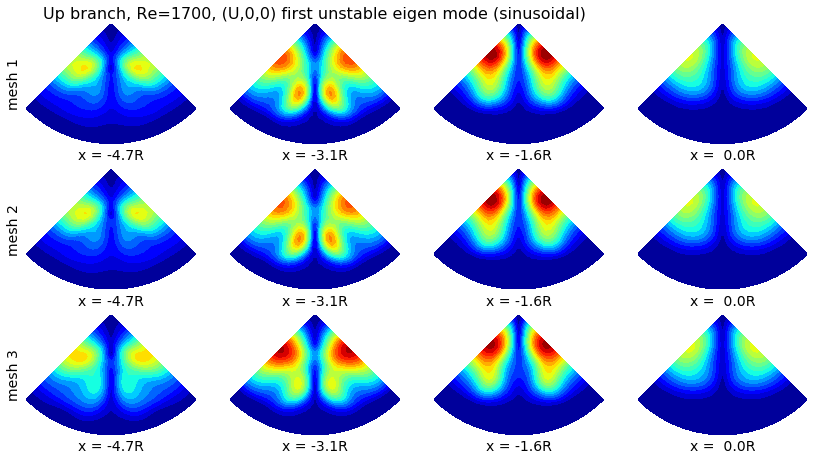 Up branch, Re=1700, (U,0,0) first unstable eigen mode (sinusoidal)
mesh 1
x = -4.7R
x = -3.1R
x = -1.6R
x =  0.0R
mesh 2
x = -4.7R
x = -3.1R
x = -1.6R
x =  0.0R
mesh 3
x = -4.7R
x = -3.1R
x = -1.6R
x =  0.0R